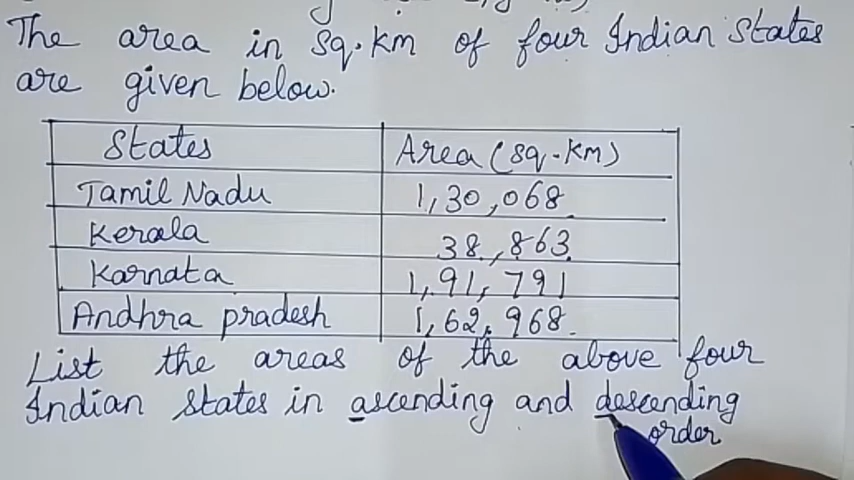 The area in sq.km of four Indian states
are given below.
States Area (sq.km)
Tamil Nadu 1,30,068
Kerala 38,863
Karnata 1,91,791
Andhra pradesh 1,62,968
List the areas of the above four
Indian states in ascending and descending
order